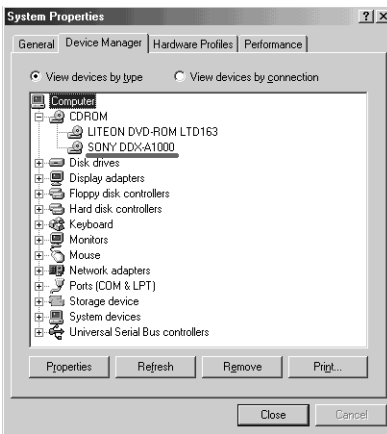 System Properties
General Device Manager Hardware Profiles Performance
View devices by type View devices by connection
Computer
CDROM
LITEON DVD-ROM LTD163
SONY DDX-A1000
Disk drives
Display adapters
Floppy disk controllers
Hard disk controllers
Keyboard
Monitors
Mouse
Network adapters
Ports (COM & LPT)
Storage device
System devices
Universal Serial Bus controllers
Properties Refresh Remove Print...
Close Cancel